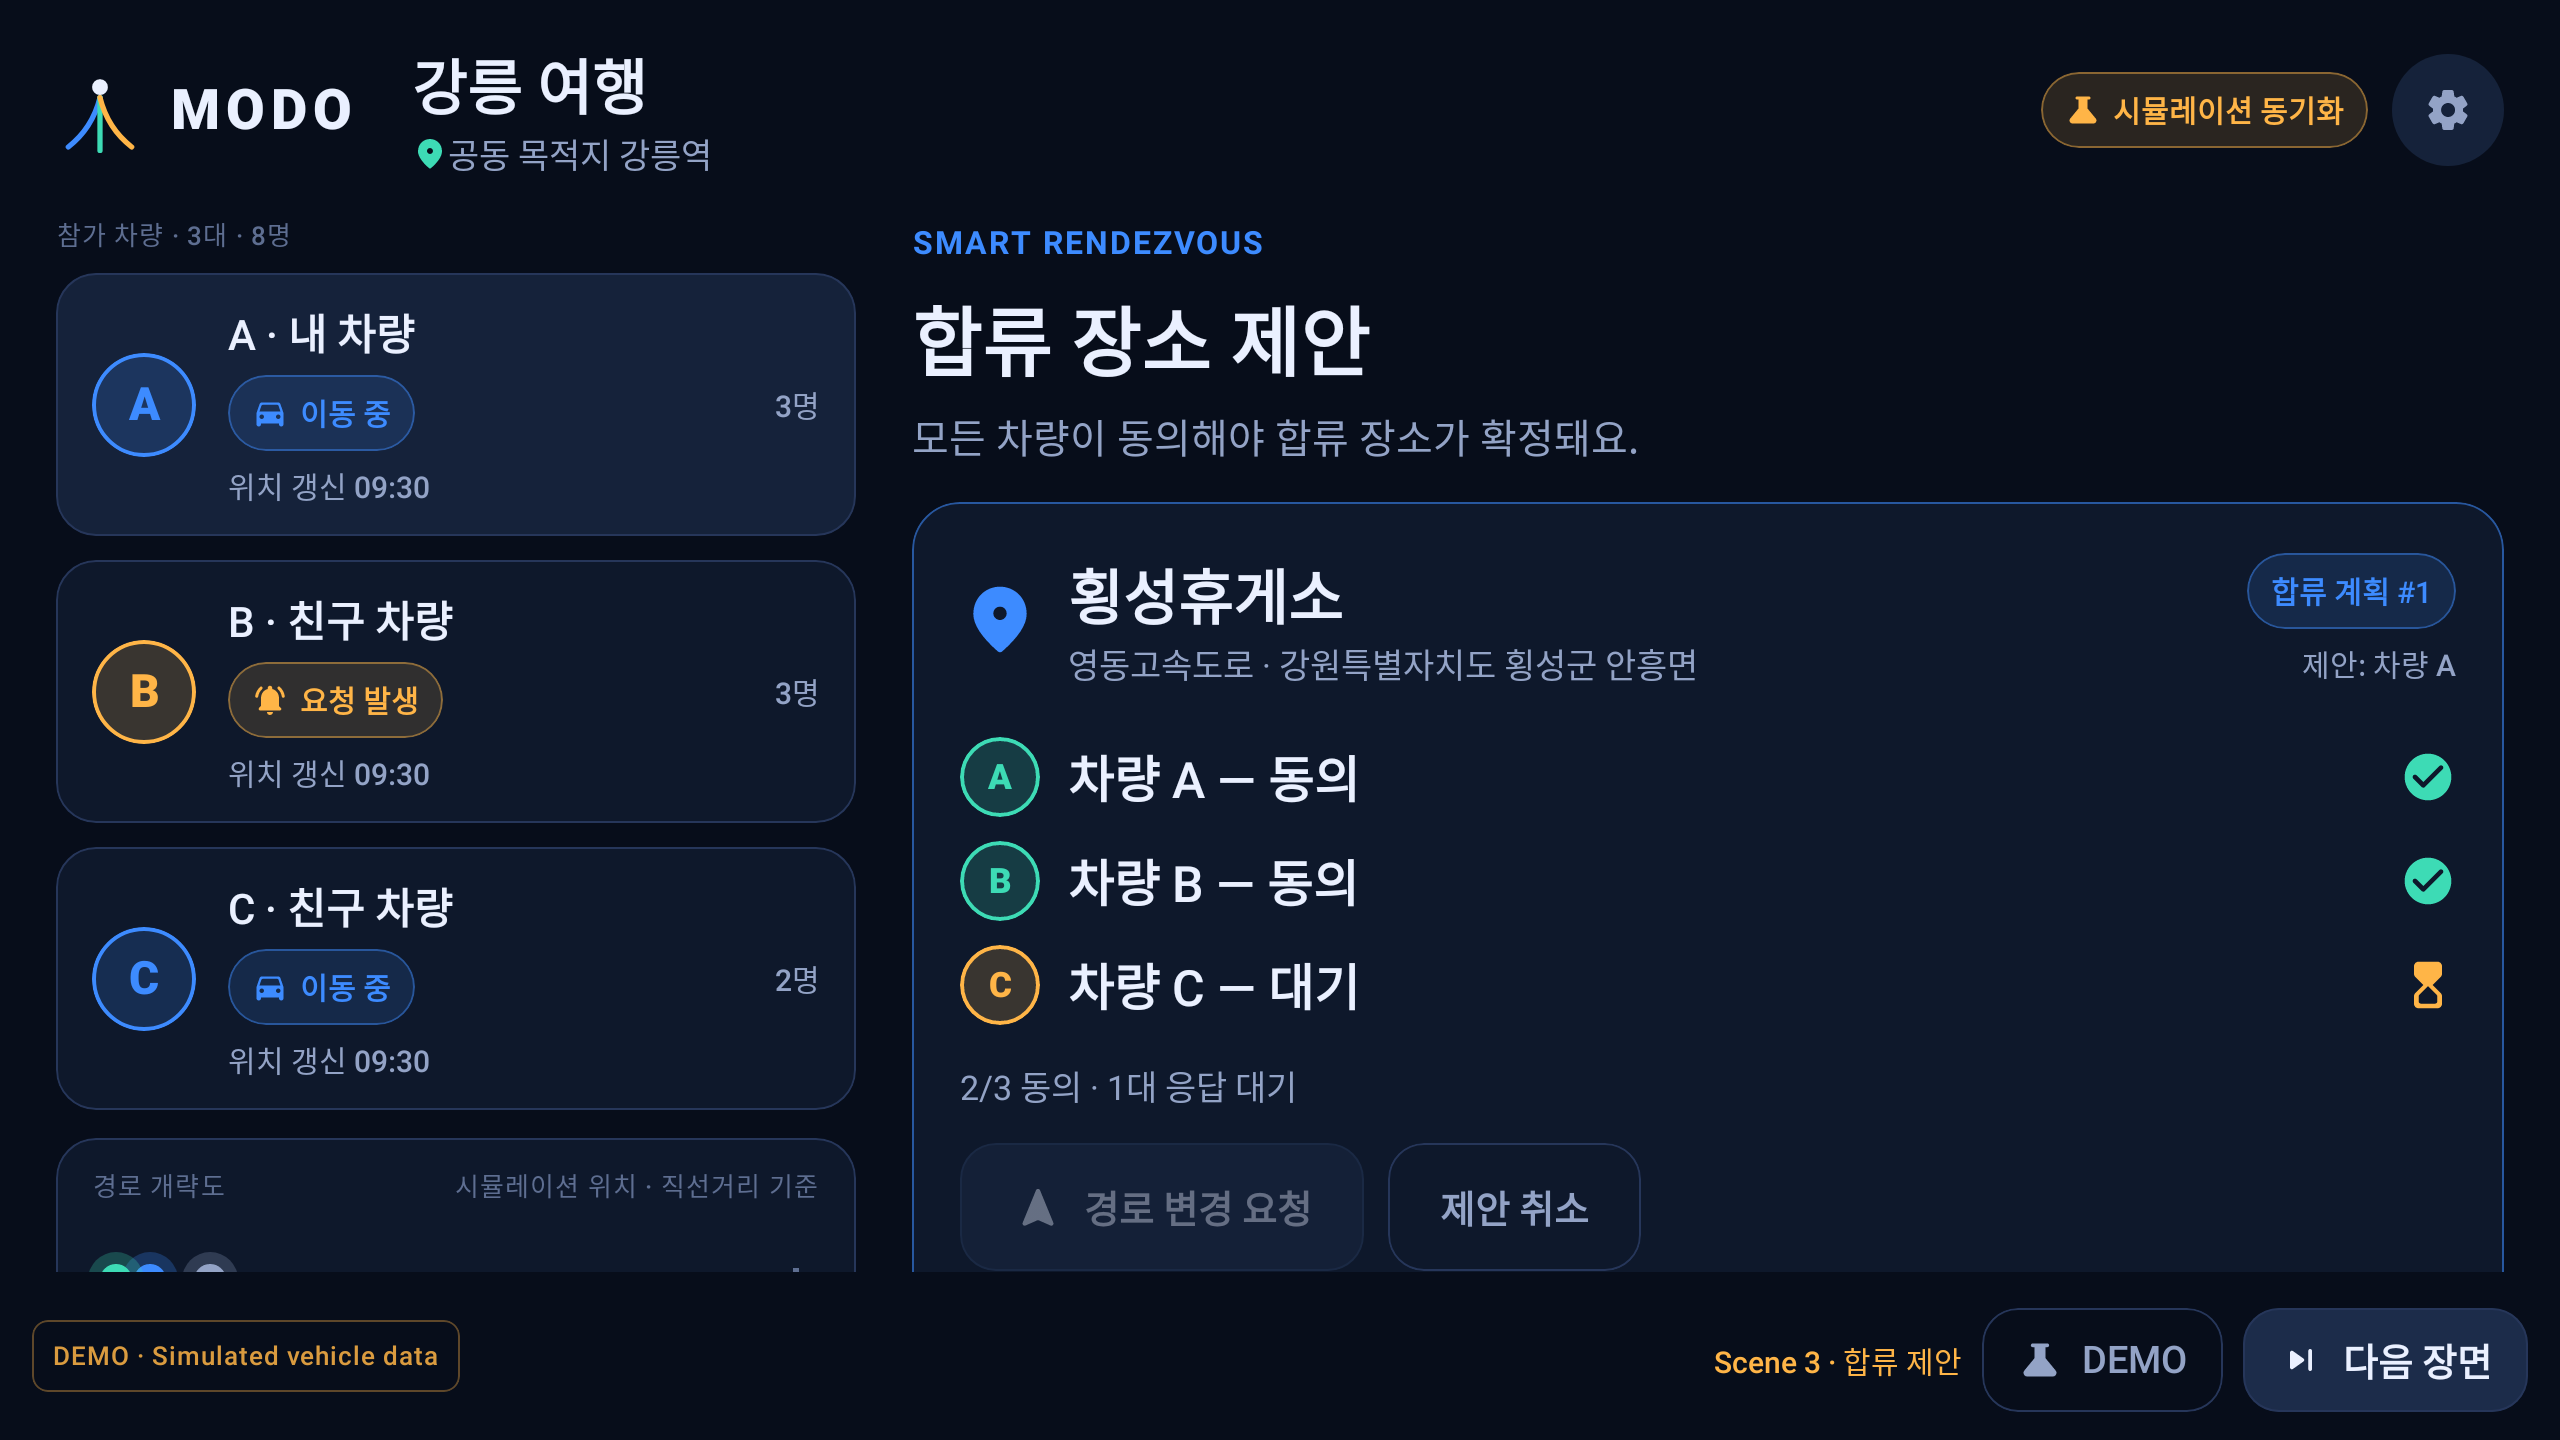 MODO
강릉 여행
공동 목적지 강릉역
시뮬레이션 동기화
참가 차량 · 3대 · 8명
A
A · 내 차량
이동 중
위치 갱신 09:30
3명
B
B · 친구 차량
요청 발생
위치 갱신 09:30
3명
C
C · 친구 차량
이동 중
위치 갱신 09:30
2명
경로 개략도
시뮬레이션 위치 · 직선거리 기준
SMART RENDEZVOUS
합류 장소 제안
모든 차량이 동의해야 합류 장소가 확정돼요.
횡성휴게소
영동고속도로 · 강원특별자치도 횡성군 안흥면
합류 계획 #1
제안: 차량 A
A
차량 A — 동의
B
차량 B — 동의
C
차량 C — 대기
2/3 동의 · 1대 응답 대기
경로 변경 요청
제안 취소
DEMO · Simulated vehicle data
Scene 3 · 합류 제안
DEMO
다음 장면